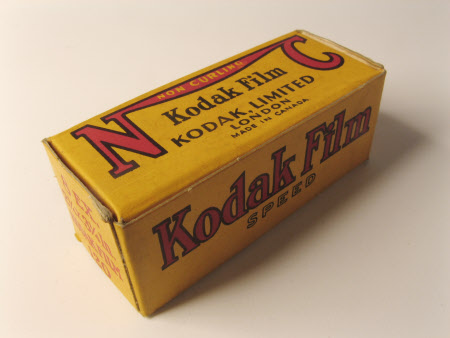 N NON CURLING C
Kodak Film
KODAK, LIMITED
LONDON
MADE IN CANADA
Kodak Film
SPEED